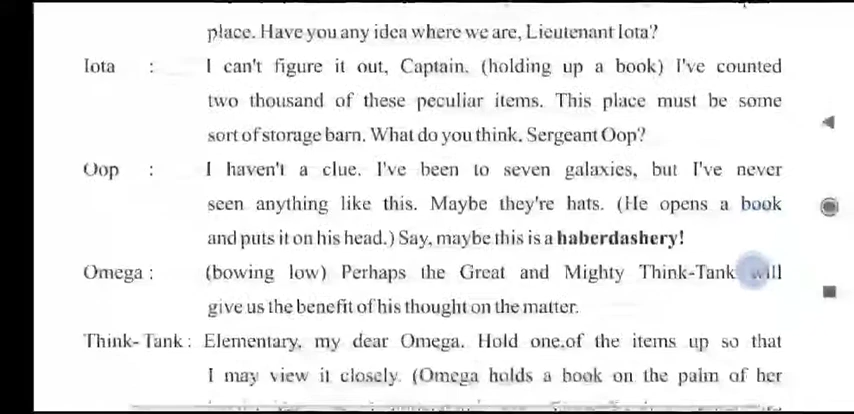 place. Have you any idea where we are, Lieutenant Iota?
Iota : I can't figure it out, Captain. (holding up a book) I've counted
two thousand of these peculiar items. This place must be some
sort of storage barn. What do you think, Sergeant Oop?
Oop : I haven't a clue. I've been to seven galaxies, but I've never
seen anything like this. Maybe they're hats. (He opens a book
and puts it on his head.) Say, maybe this is a haberdashery!
Omega : (bowing low) Perhaps the Great and Mighty Think-Tank will
give us the benefit of his thought on the matter.
Think-Tank : Elementary, my dear Omega. Hold one.of the items up so that
I may view it closely. (Omega holds a book on the palm of her